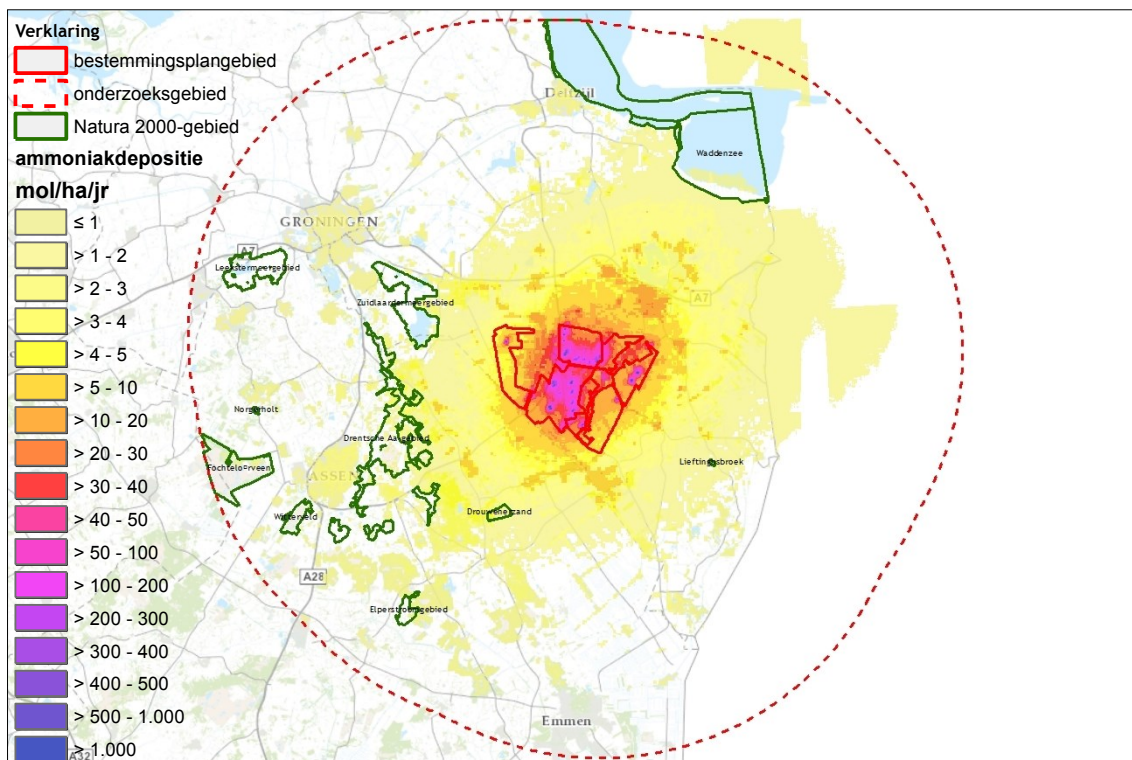 Verklaring
bestemmingsplangebied
onderzoeksgebied
Natura 2000-gebied
ammoniakdepositie
mol/ha/jr
≤ 1
> 1 - 2
> 2 - 3
> 3 - 4
> 4 - 5
> 5 - 10
> 10 - 20
> 20 - 30
> 30 - 40
> 40 - 50
> 50 - 100
> 100 - 200
> 200 - 300
> 300 - 400
> 400 - 500
> 500 - 1.000
> 1.000
Delfzijl
Waddenzee
GRONINGEN
A7
Leekstermeergebied
Zuidlaardermeergebied
A7
Norgerholt
Drentsche Aa-gebied
Fochteloërveen
ASSEN
Lieftinghsbroek
Witterveld
Drouwenerzand
A28
Elperstroomgebied
Emmen
A32